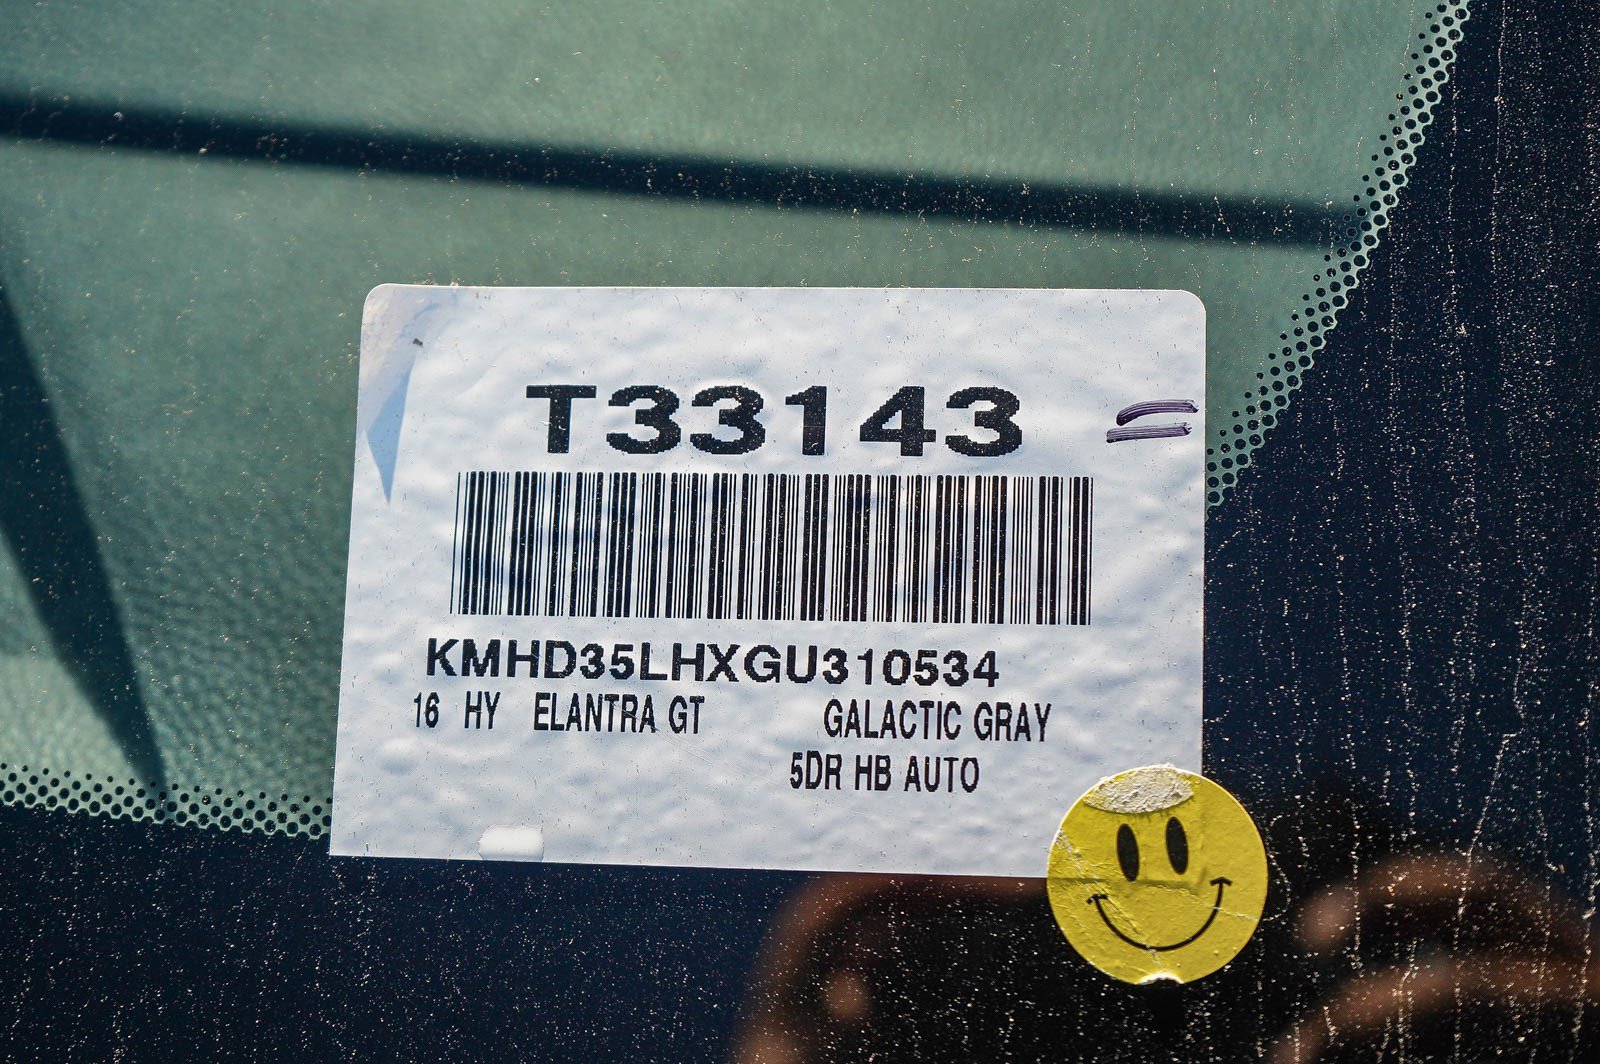 T33143
KMHD35LHXGU310534
16 HY ELANTRA GT GALACTIC GRAY
5DR HB AUTO